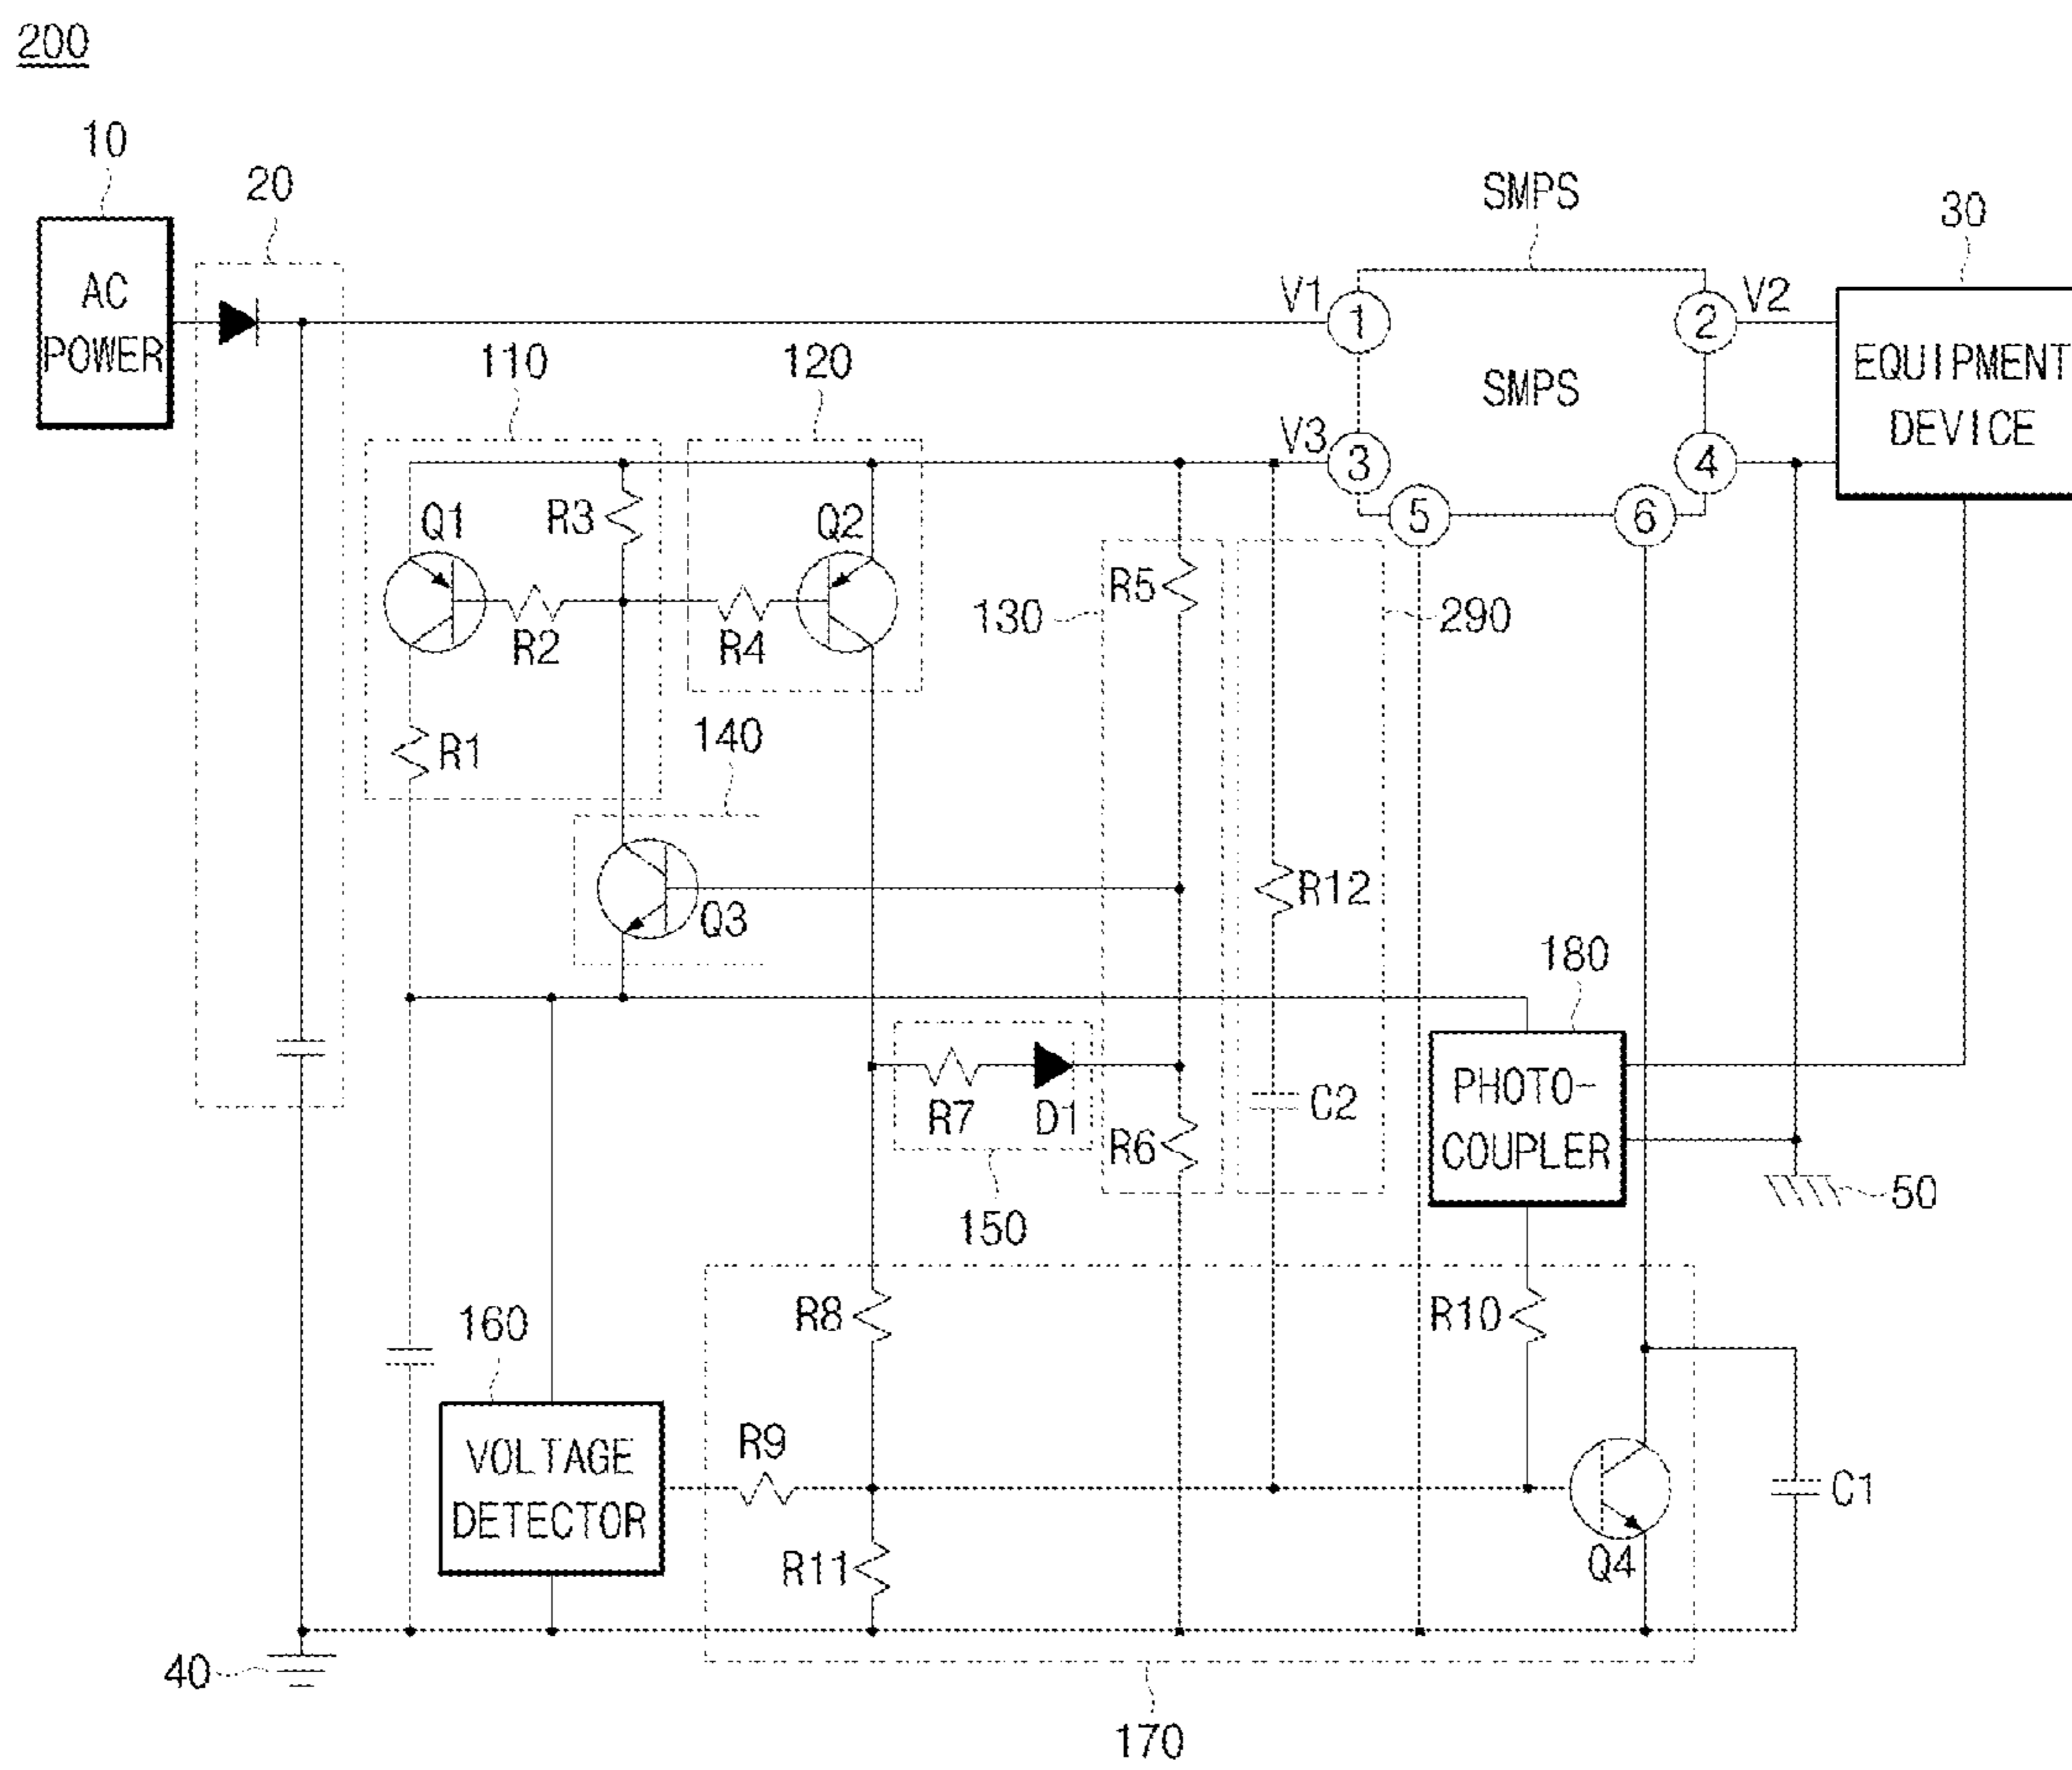 200
10
20
SMPS
30
AC
POWER
V1
1
2
V2
EQUIPMENT
DEVICE
SMPS
110
120
V3
3
4
5
6
Q1
R3
Q2
R5
130
290
R2
R4
140
R1
Q3
R12
180
PHOTO-
COUPLER
R7
D1
C2
R6
50
150
R8
R10
160
VOLTAGE
DETECTOR
R9
C1
R11
Q4
40
170